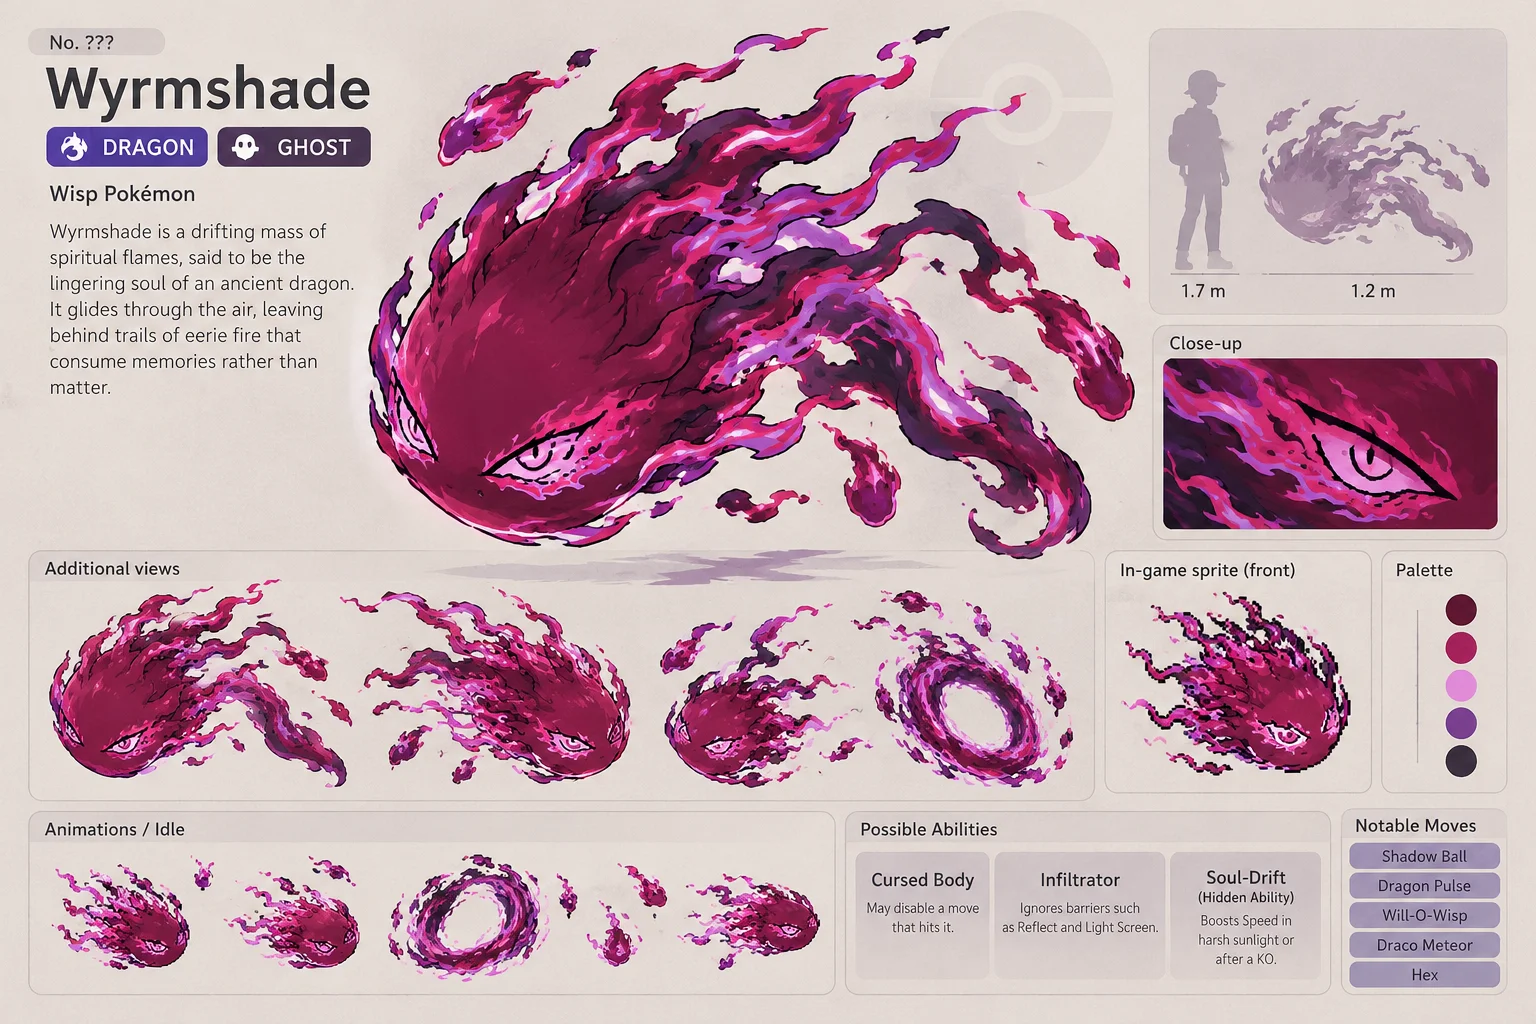 No. ???
Wyrmshade
DRAGON
GHOST
Wisp Pokémon
Wyrmshade is a drifting mass of
spiritual flames, said to be the
lingering soul of an ancient dragon.
It glides through the air, leaving
behind trails of eerie fire that
consume memories rather than
matter.
1.7 m
1.2 m
Close-up
Additional views
In-game sprite (front)
Palette
Animations / Idle
Possible Abilities
Cursed Body
May disable a move
that hits it.
Infiltrator
Ignores barriers such
as Reflect and Light Screen.
Soul-Drift
(Hidden Ability)
Boosts Speed in
harsh sunlight or
after a KO.
Notable Moves
Shadow Ball
Dragon Pulse
Will-O-Wisp
Draco Meteor
Hex